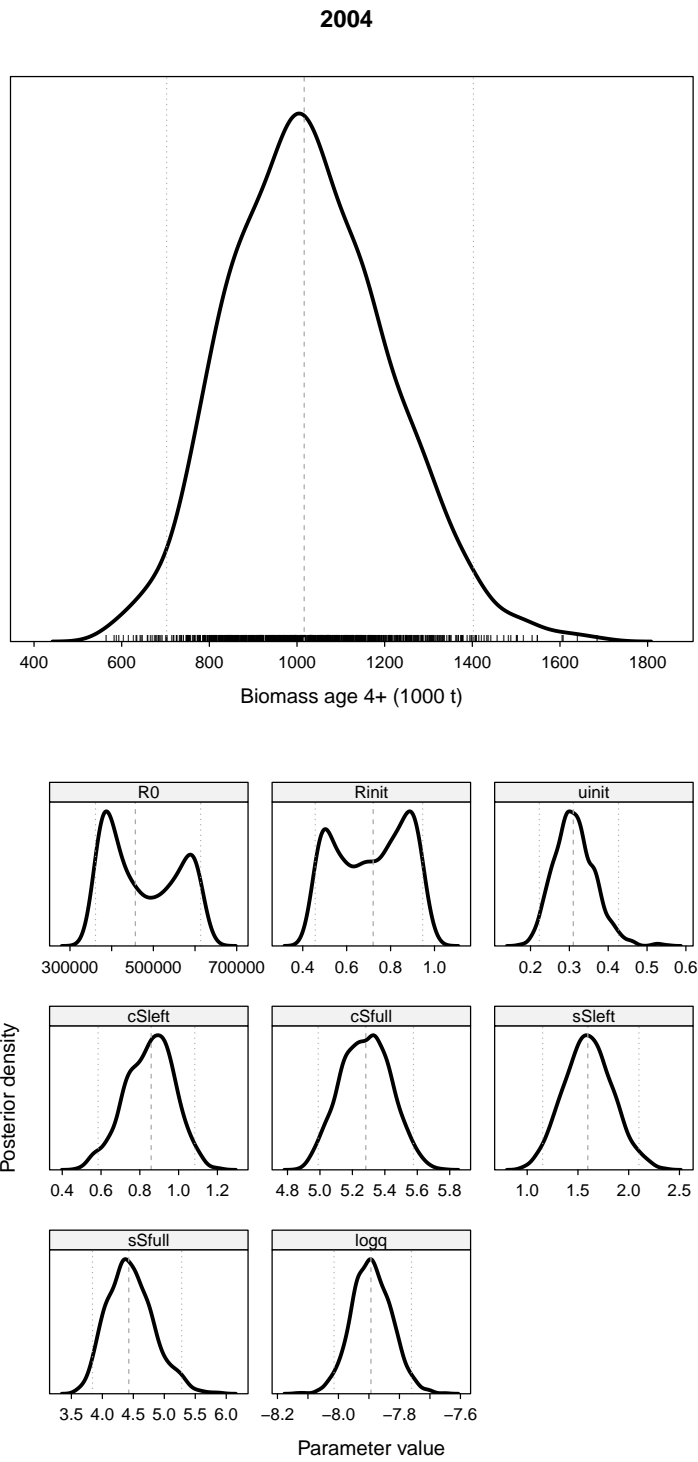 2004
400 600 800 1000 1200 1400 1600 1800
Biomass age 4+ (1000 t)
R0 Rinit uinit
300000 500000 700000 0.4 0.6 0.8 1.0 0.2 0.3 0.4 0.5 0.6
cSleft cSfull sSleft
0.4 0.6 0.8 1.0 1.2 4.8 5.0 5.2 5.4 5.6 5.8 1.0 1.5 2.0 2.5
Posterior density
sSfull logq
3.5 4.0 4.5 5.0 5.5 6.0 −8.2 −8.0 −7.8 −7.6
Parameter value